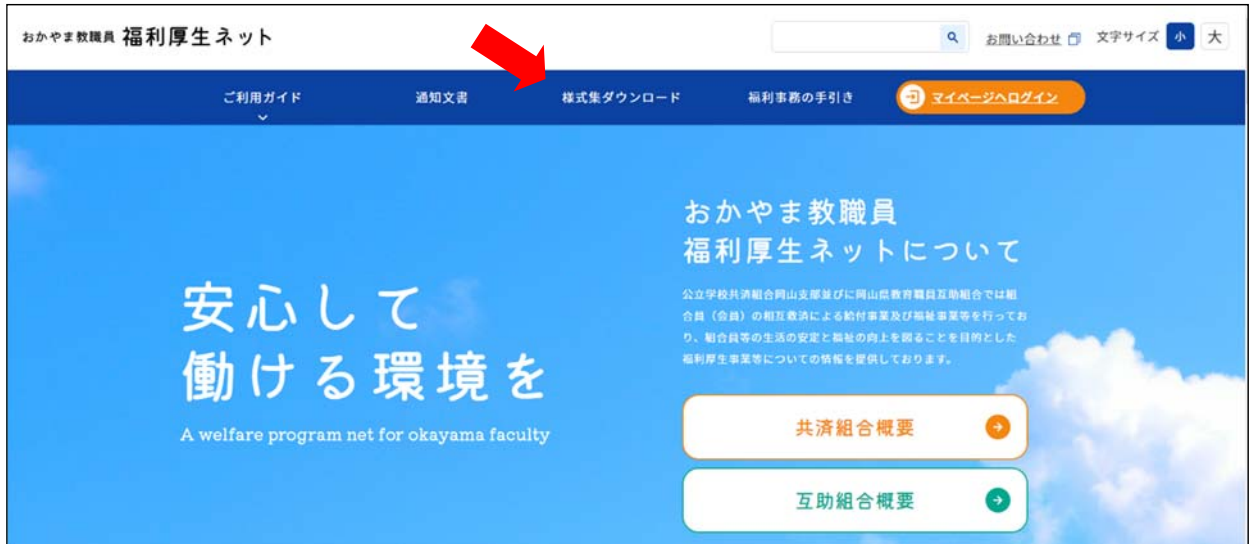 おかやま教職員 福利厚生ネット
お問い合わせ 文字サイズ 小 大
ご利用ガイド 通知文書 様式集ダウンロード 福利事務の手引き マイページへログイン
おかやま教職員
福利厚生ネットについて
安心して
働ける環境を
A welfare program net for okayama faculty
公立学校共済組合岡山支部並びに岡山県教育職員互助組合では組
合員（会員）の相互救済による給付事業及び福祉事業等を行ってお
り、組合員等の生活の安定と福祉の向上を図ることを目的とした
福利厚生事業等についての情報を提供しております。
共済組合概要
互助組合概要